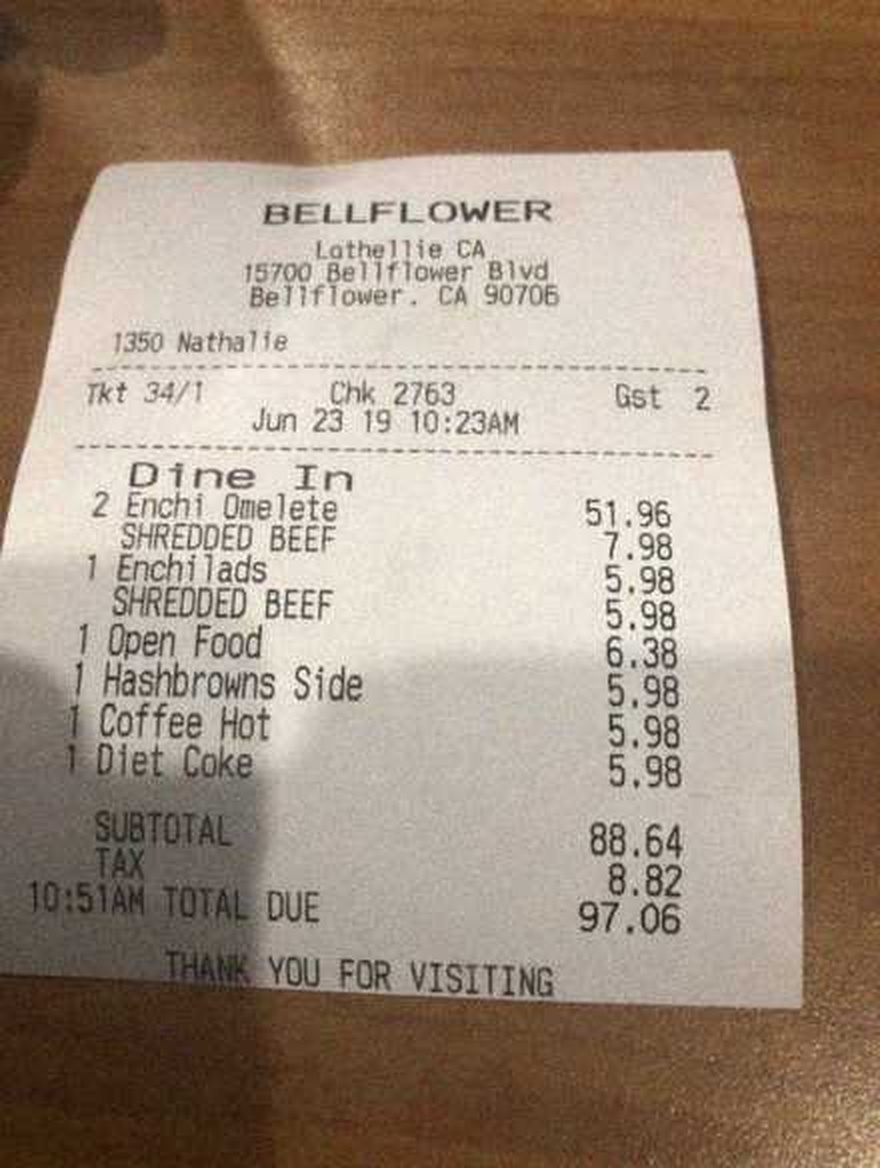 BELLFLOWER
Lathellie CA
15700 Bellflower Blvd
Bellflower. CA 90706
1350 Nathalie
Tkt 34/1 Chk 2763 Gst 2
Jun 23 19 10:23AM
Dine In
2 Enchi Omelete 51.96
SHREDDED BEEF 7.98
1 Enchilads 5.98
SHREDDED BEEF 5.98
1 Open Food 6.38
1 Hashbrowns Side 5.98
1 Coffee Hot 5.98
1 Diet Coke 5.98
SUBTOTAL 88.64
TAX 8.82
10:51AM TOTAL DUE 97.06
THANK YOU FOR VISITING